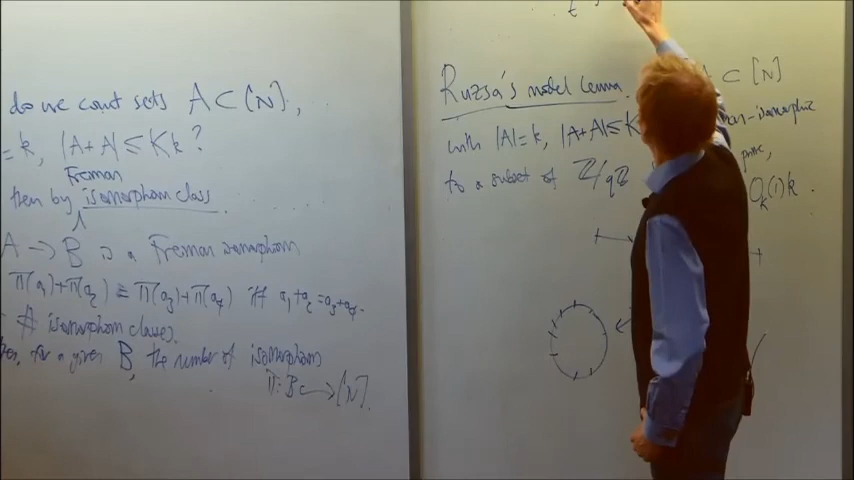 do we count sets A ⊂ [N],
= k, |A+A| ≤ Kk?
Freiman
then by isomorphism class
A → B is a Freiman isomorphism
π(a₁)+π(a₂) = π(a₃)+π(a₄) iff a₁+a₂=a₃+a₄.
# isomorphism classes.
for a given B, the number of isomorphisms
π: B ↪ [N].
Ruzsa's model lemma. A ⊂ [N]
with |A|=k, |A+A| ≤ K -isomorphic
to a subset of ℤ/qℤ prime,
O_K(1)k.